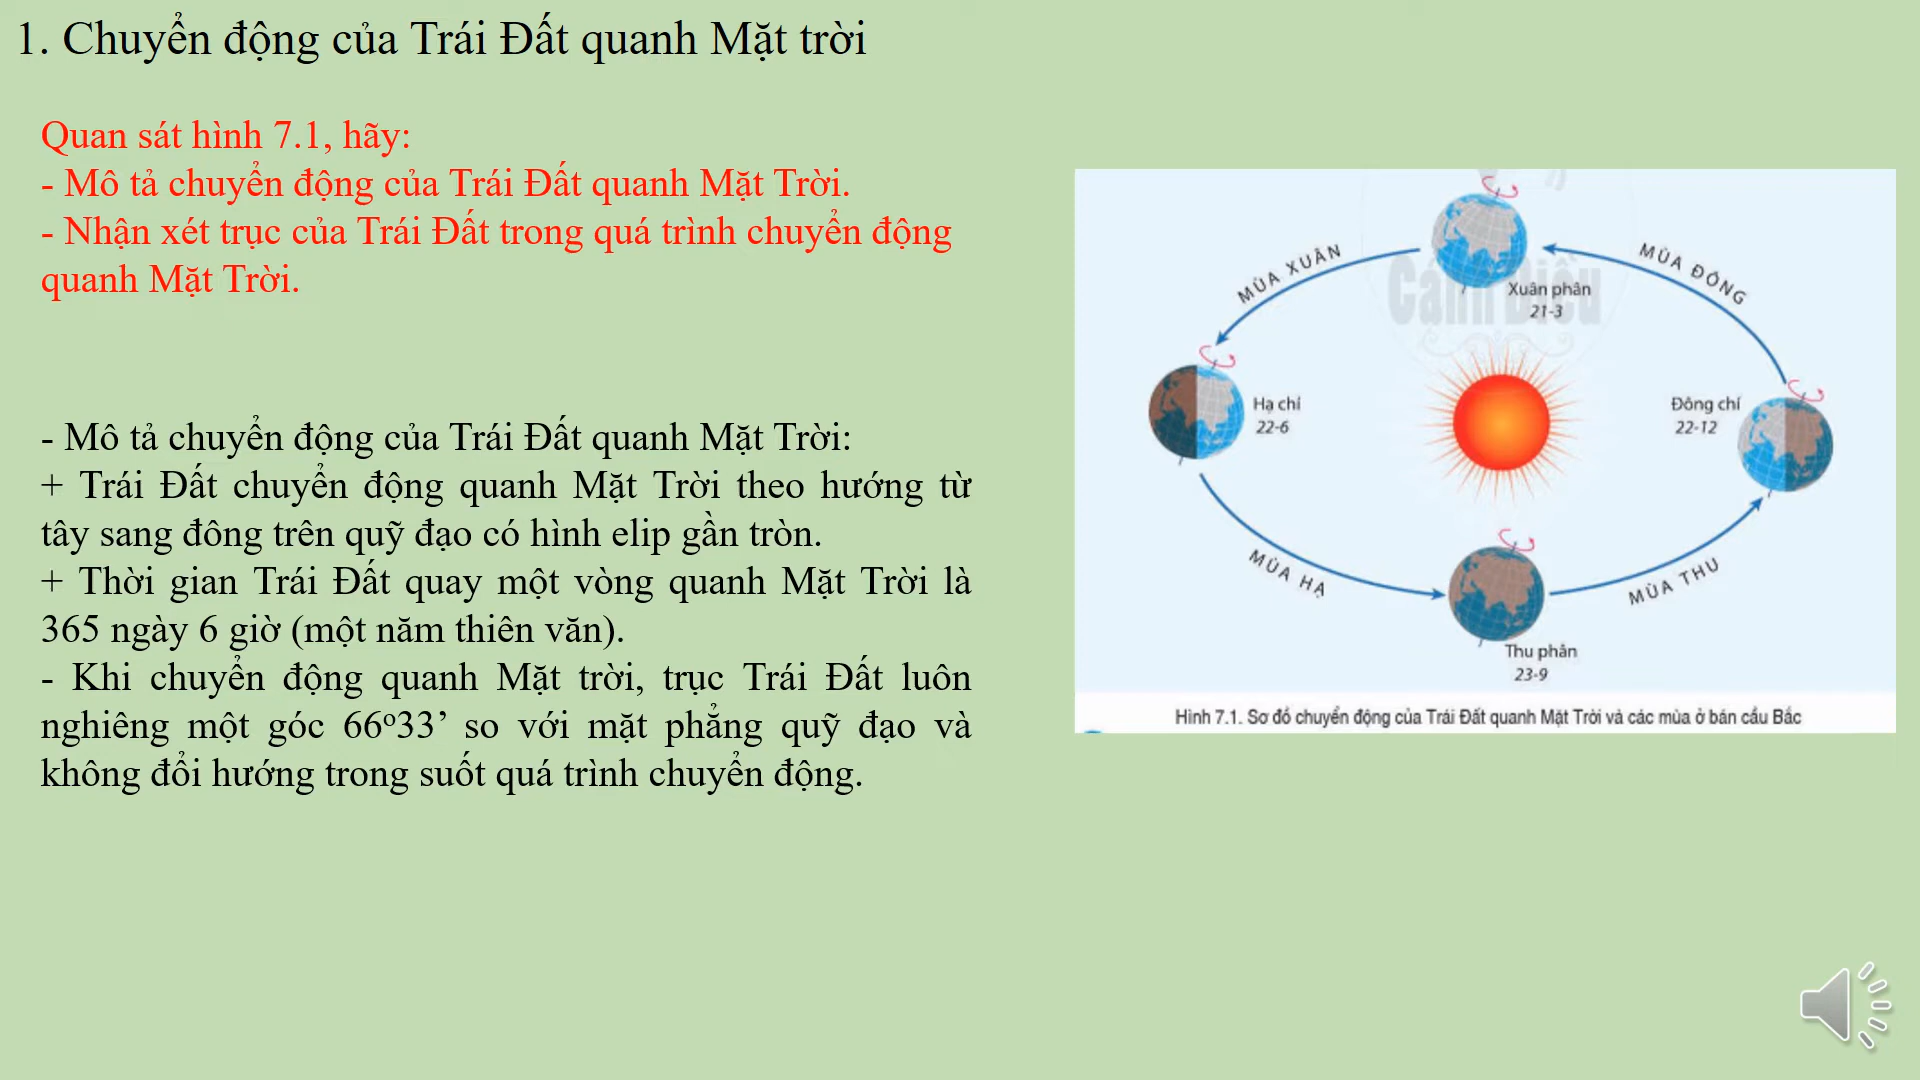 1. Chuyển động của Trái Đất quanh Mặt trời
Quan sát hình 7.1, hãy:
- Mô tả chuyển động của Trái Đất quanh Mặt Trời.
- Nhận xét trục của Trái Đất trong quá trình chuyển động
quanh Mặt Trời.
- Mô tả chuyển động của Trái Đất quanh Mặt Trời:
+ Trái Đất chuyển động quanh Mặt Trời theo hướng từ
tây sang đông trên quỹ đạo có hình elip gần tròn.
+ Thời gian Trái Đất quay một vòng quanh Mặt Trời là
365 ngày 6 giờ (một năm thiên văn).
- Khi chuyển động quanh Mặt trời, trục Trái Đất luôn
nghiêng một góc 66º33’ so với mặt phẳng quỹ đạo và
không đổi hướng trong suốt quá trình chuyển động.
MÙA XUÂN
MÙA ĐÔNG
Cánh Diều
Xuân phân
21-3
Hạ chí
22-6
Đông chí
22-12
MÙA HẠ
MÙA THU
Thu phân
23-9
Hình 7.1. Sơ đồ chuyển động của Trái Đất quanh Mặt Trời và các mùa ở bán cầu Bắc